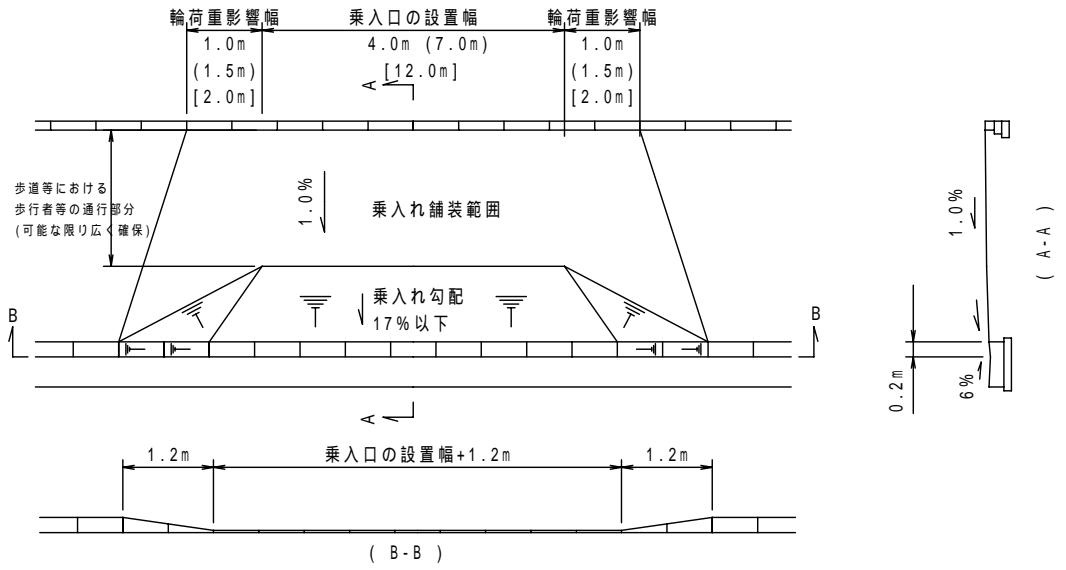 輪荷重影響幅
乗入口の設置幅
輪荷重影響幅
1.0m
(1.5m)
[2.0m]
4.0m (7.0m)
[12.0m]
1.0m
(1.5m)
[2.0m]
A
歩道等における
歩行者等の通行部分
(可能な限り広く確保)
1.0%
乗入れ舗装範囲
1.0%
( A-A )
乗入れ勾配
17%以下
B
B
0.2m
6%
A
1.2m
乗入口の設置幅+1.2m
1.2m
( B-B )